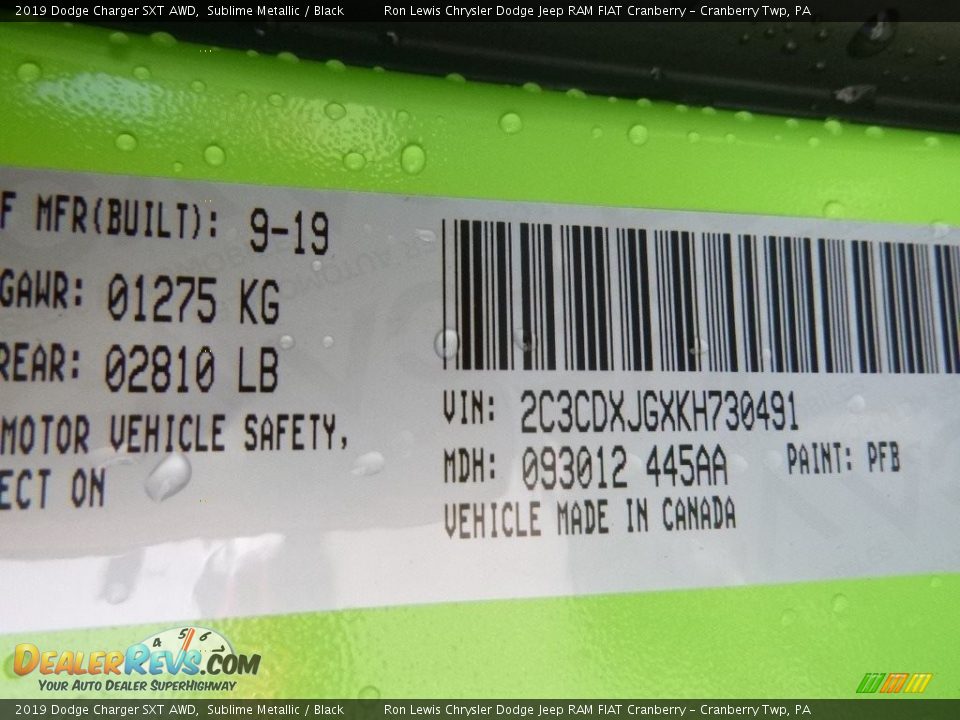 2019 Dodge Charger SXT AWD, Sublime Metallic / Black Ron Lewis Chrysler Dodge Jeep RAM FIAT Cranberry - Cranberry Twp, PA
F MFR(BUILT): 9-19
GAWR: 01275 KG
REAR: 02810 LB
MOTOR VEHICLE SAFETY,
ECT ON
VIN: 2C3CDXJGXKH730491
MDH: 093012 445AA PAINT: PFB
VEHICLE MADE IN CANADA
4 5 6
DealerRevs.com
Your Auto Dealer SuperHighway
2019 Dodge Charger SXT AWD, Sublime Metallic / Black Ron Lewis Chrysler Dodge Jeep RAM FIAT Cranberry - Cranberry Twp, PA